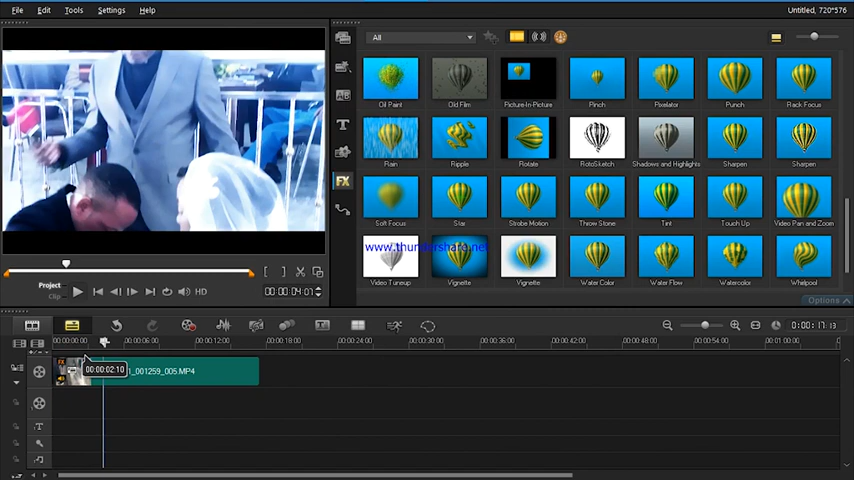 File Edit Tools Settings Help Untitled, 720*576
All
Oil Paint Old Film Picture-In-Picture Pinch Pixelator Punch Rack Focus
Rain Ripple Rotate RotoSketch Shadows and Highlights Sharpen Sharpen
Soft Focus Star Strobe Motion Throw Stone Tint Touch Up Video Pan and Zoom
www.thundershare.net
Video Tuneup Vignette Vignette Water Color Water Flow Watercolor Whirlpool
Project
Clip
HD 00:00:04:01
Options
0:00:17:13
00:00:00:00 00:00:06:00 00:00:12:00 00:00:18:00 00:00:24:00 00:00:30:00 00:00:36:00 00:00:42:00 00:00:48:00 00:00:54:00 00:01:00:00
FX
00:00:02:10 1_001259_005.MP4